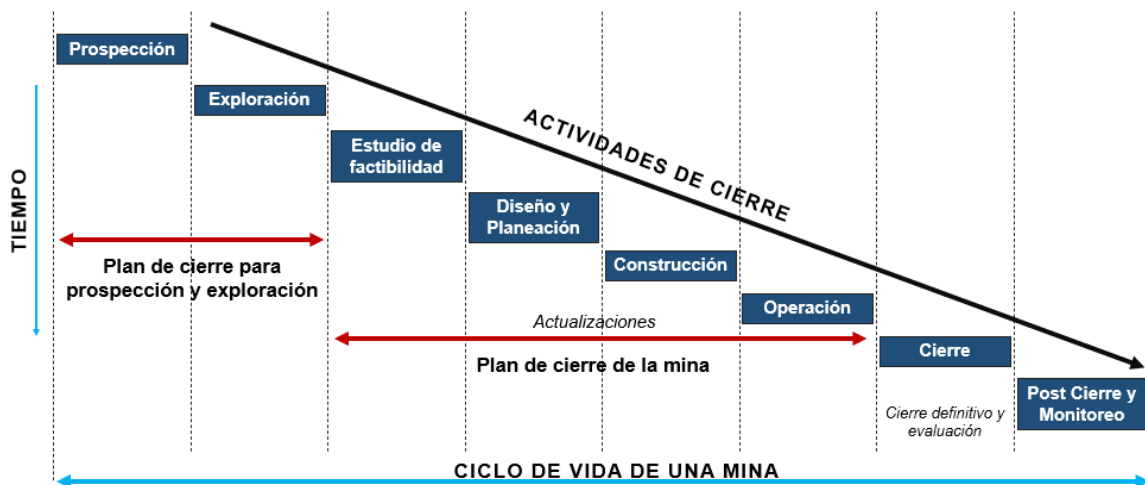 Prospección
Exploración
Estudio de
factibilidad
Diseño y
Planeación
Construcción
Operación
Cierre
Post Cierre y
Monitoreo
ACTIVIDADES DE CIERRE
TIEMPO
Plan de cierre para
prospección y exploración
Actualizaciones
Plan de cierre de la mina
Cierre definitivo y
evaluación
CICLO DE VIDA DE UNA MINA